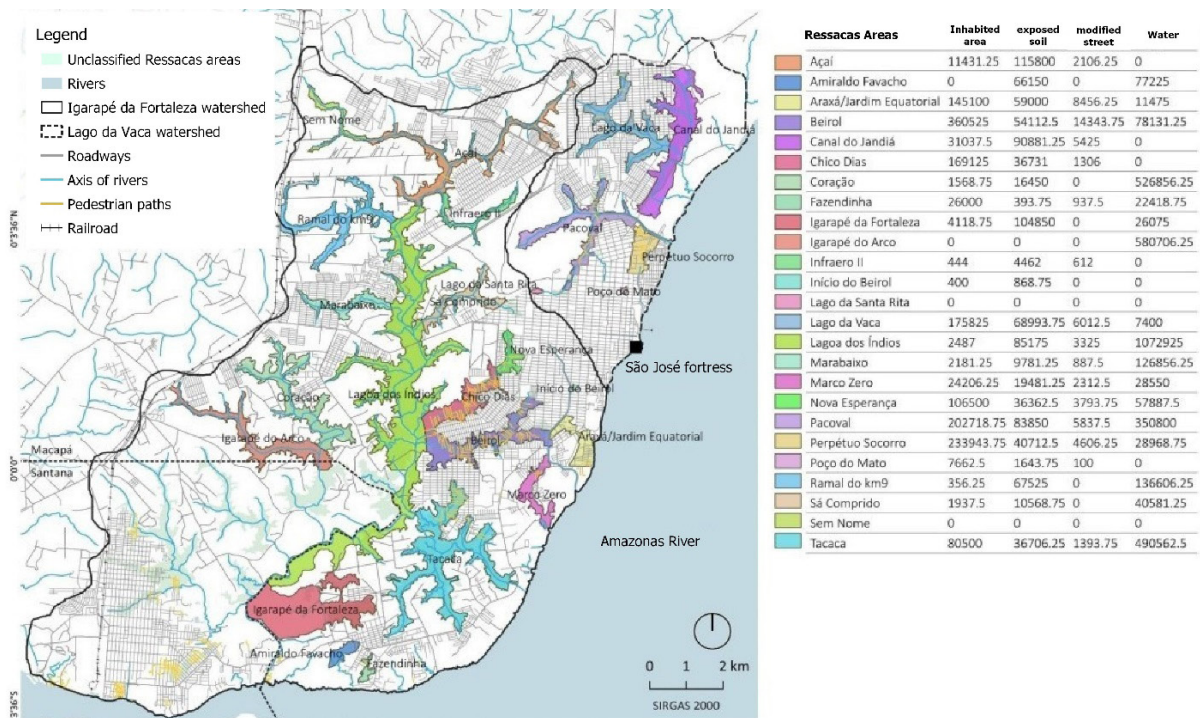 Legend
Unclassified Ressacas areas
Rivers
Igarapé da Fortaleza watershed
Lago da Vaca watershed
Roadways
Axis of rivers
Pedestrian paths
Railroad
Sem Nome
Açaí
Lago da Vaca
Canal do Jandiá
Ramal do km9
Infraero II
Pacoval
Perpétuo Socorro
Lago da Santa Rita
Poço do Mato
Sá Comprido
Marabaixo
Nova Esperança
São José fortress
Início do Beirol
Coração
Lagoa dos Índios
Chico Dias
Igarapé do Arco
Beirol
Araxá/Jardim Equatorial
Macapá
Santana
Marco Zero
Amazonas River
Tacaca
Igarapé da Fortaleza
Amiraldo Favacho
Fazendinha
0 1 2 km
SIRGAS 2000
0°3'36"N
0°0'0"
3'36"S
Ressacas Areas Inhabited area exposed soil modified street Water
Açaí 11431.25 115800 2106.25 0
Amiraldo Favacho 0 66150 0 77225
Araxá/Jardim Equatorial 145100 59000 8456.25 11475
Beirol 360525 54112.5 14343.75 78131.25
Canal do Jandiá 31037.5 90881.25 5425 0
Chico Dias 169125 36731 1306 0
Coração 1568.75 16450 0 526856.25
Fazendinha 26000 393.75 937.5 22418.75
Igarapé da Fortaleza 4118.75 104850 0 26075
Igarapé do Arco 0 0 0 580706.25
Infraero II 444 4462 612 0
Início do Beirol 400 868.75 0 0
Lago da Santa Rita 0 0 0 0
Lago da Vaca 175825 68993.75 6012.5 7400
Lagoa dos Índios 2487 85175 3325 1072925
Marabaixo 2181.25 9781.25 887.5 126856.25
Marco Zero 24206.25 19481.25 2312.5 28550
Nova Esperança 106500 36362.5 3793.75 57887.5
Pacoval 202718.75 83850 5837.5 350800
Perpétuo Socorro 233943.75 40712.5 4606.25 28968.75
Poço do Mato 7662.5 1643.75 100 0
Ramal do km9 356.25 67525 0 136606.25
Sá Comprido 1937.5 10568.75 0 40581.25
Sem Nome 0 0 0 0
Tacaca 80500 36706.25 1393.75 490562.5